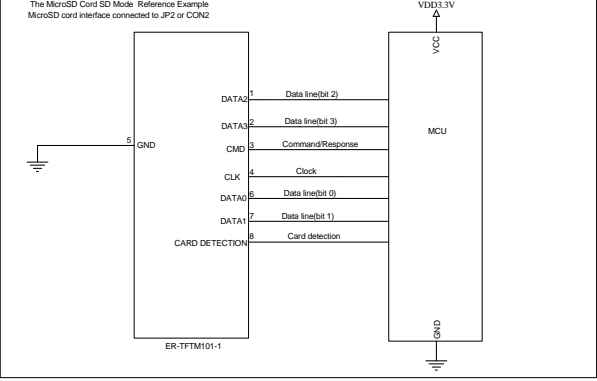 The MicroSD Cord SD Mode Reference Example
MicroSD cord interface connected to JP2 or CON2
VDD3.3V
VCC
DATA2 1 Data line(bit 2)
DATA3 2 Data line(bit 3)
MCU
5 GND
CMD 3 Command/Response
CLK 4 Clock
DATA0 6 Data line(bit 0)
DATA1 7 Data line(bit 1)
CARD DETECTION 8 Card detection
GND
ER-TFTM101-1